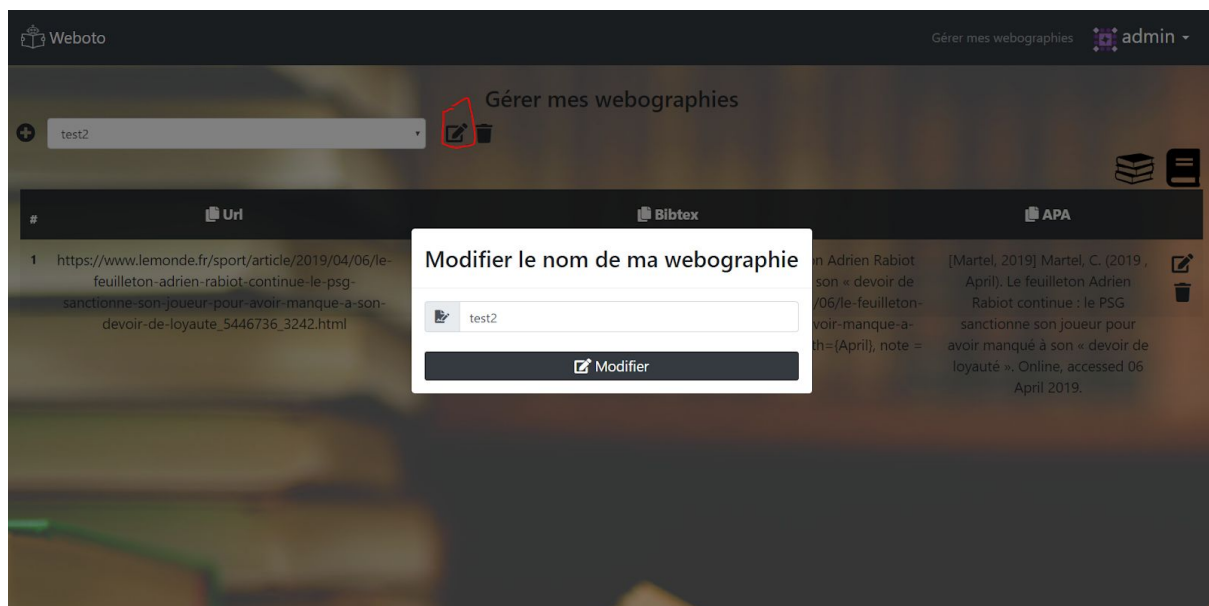 Weboto
Gérer mes webographies
admin
Gérer mes webographies
test2
#
Url
Bibtex
APA
1
https://www.lemonde.fr/sport/article/2019/04/06/le-
feuilleton-adrien-rabiot-continue-le-psg-
sanctionne-son-joueur-pour-avoir-manque-a-son-
devoir-de-loyaute_5446736_3242.html
n Adrien Rabiot
son « devoir de
/06/le-feuilleton-
voir-manque-a-
th={April}, note =
[Martel, 2019] Martel, C. (2019 ,
April). Le feuilleton Adrien
Rabiot continue : le PSG
sanctionne son joueur pour
avoir manqué à son « devoir de
loyauté ». Online, accessed 06
April 2019.
Modifier le nom de ma webographie
test2
Modifier